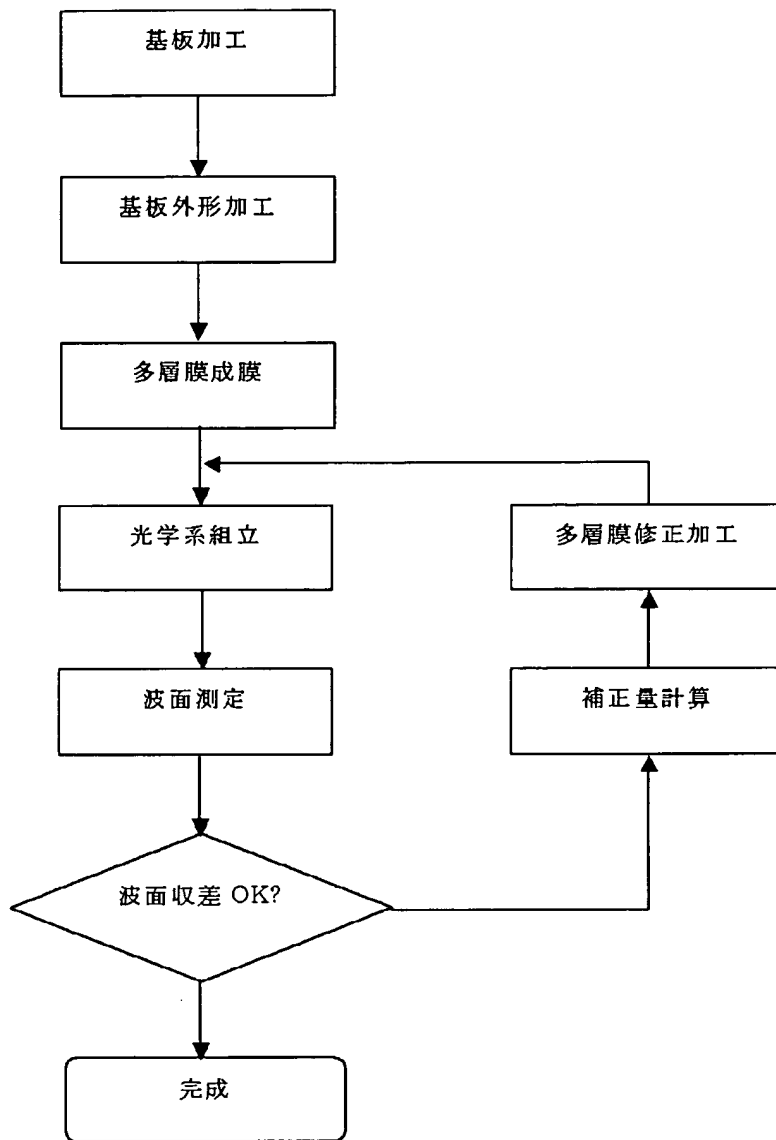 基板加工
基板外形加工
多層膜成膜
光学系組立
多層膜修正加工
波面測定
補正量計算
波面収差 OK?
完成